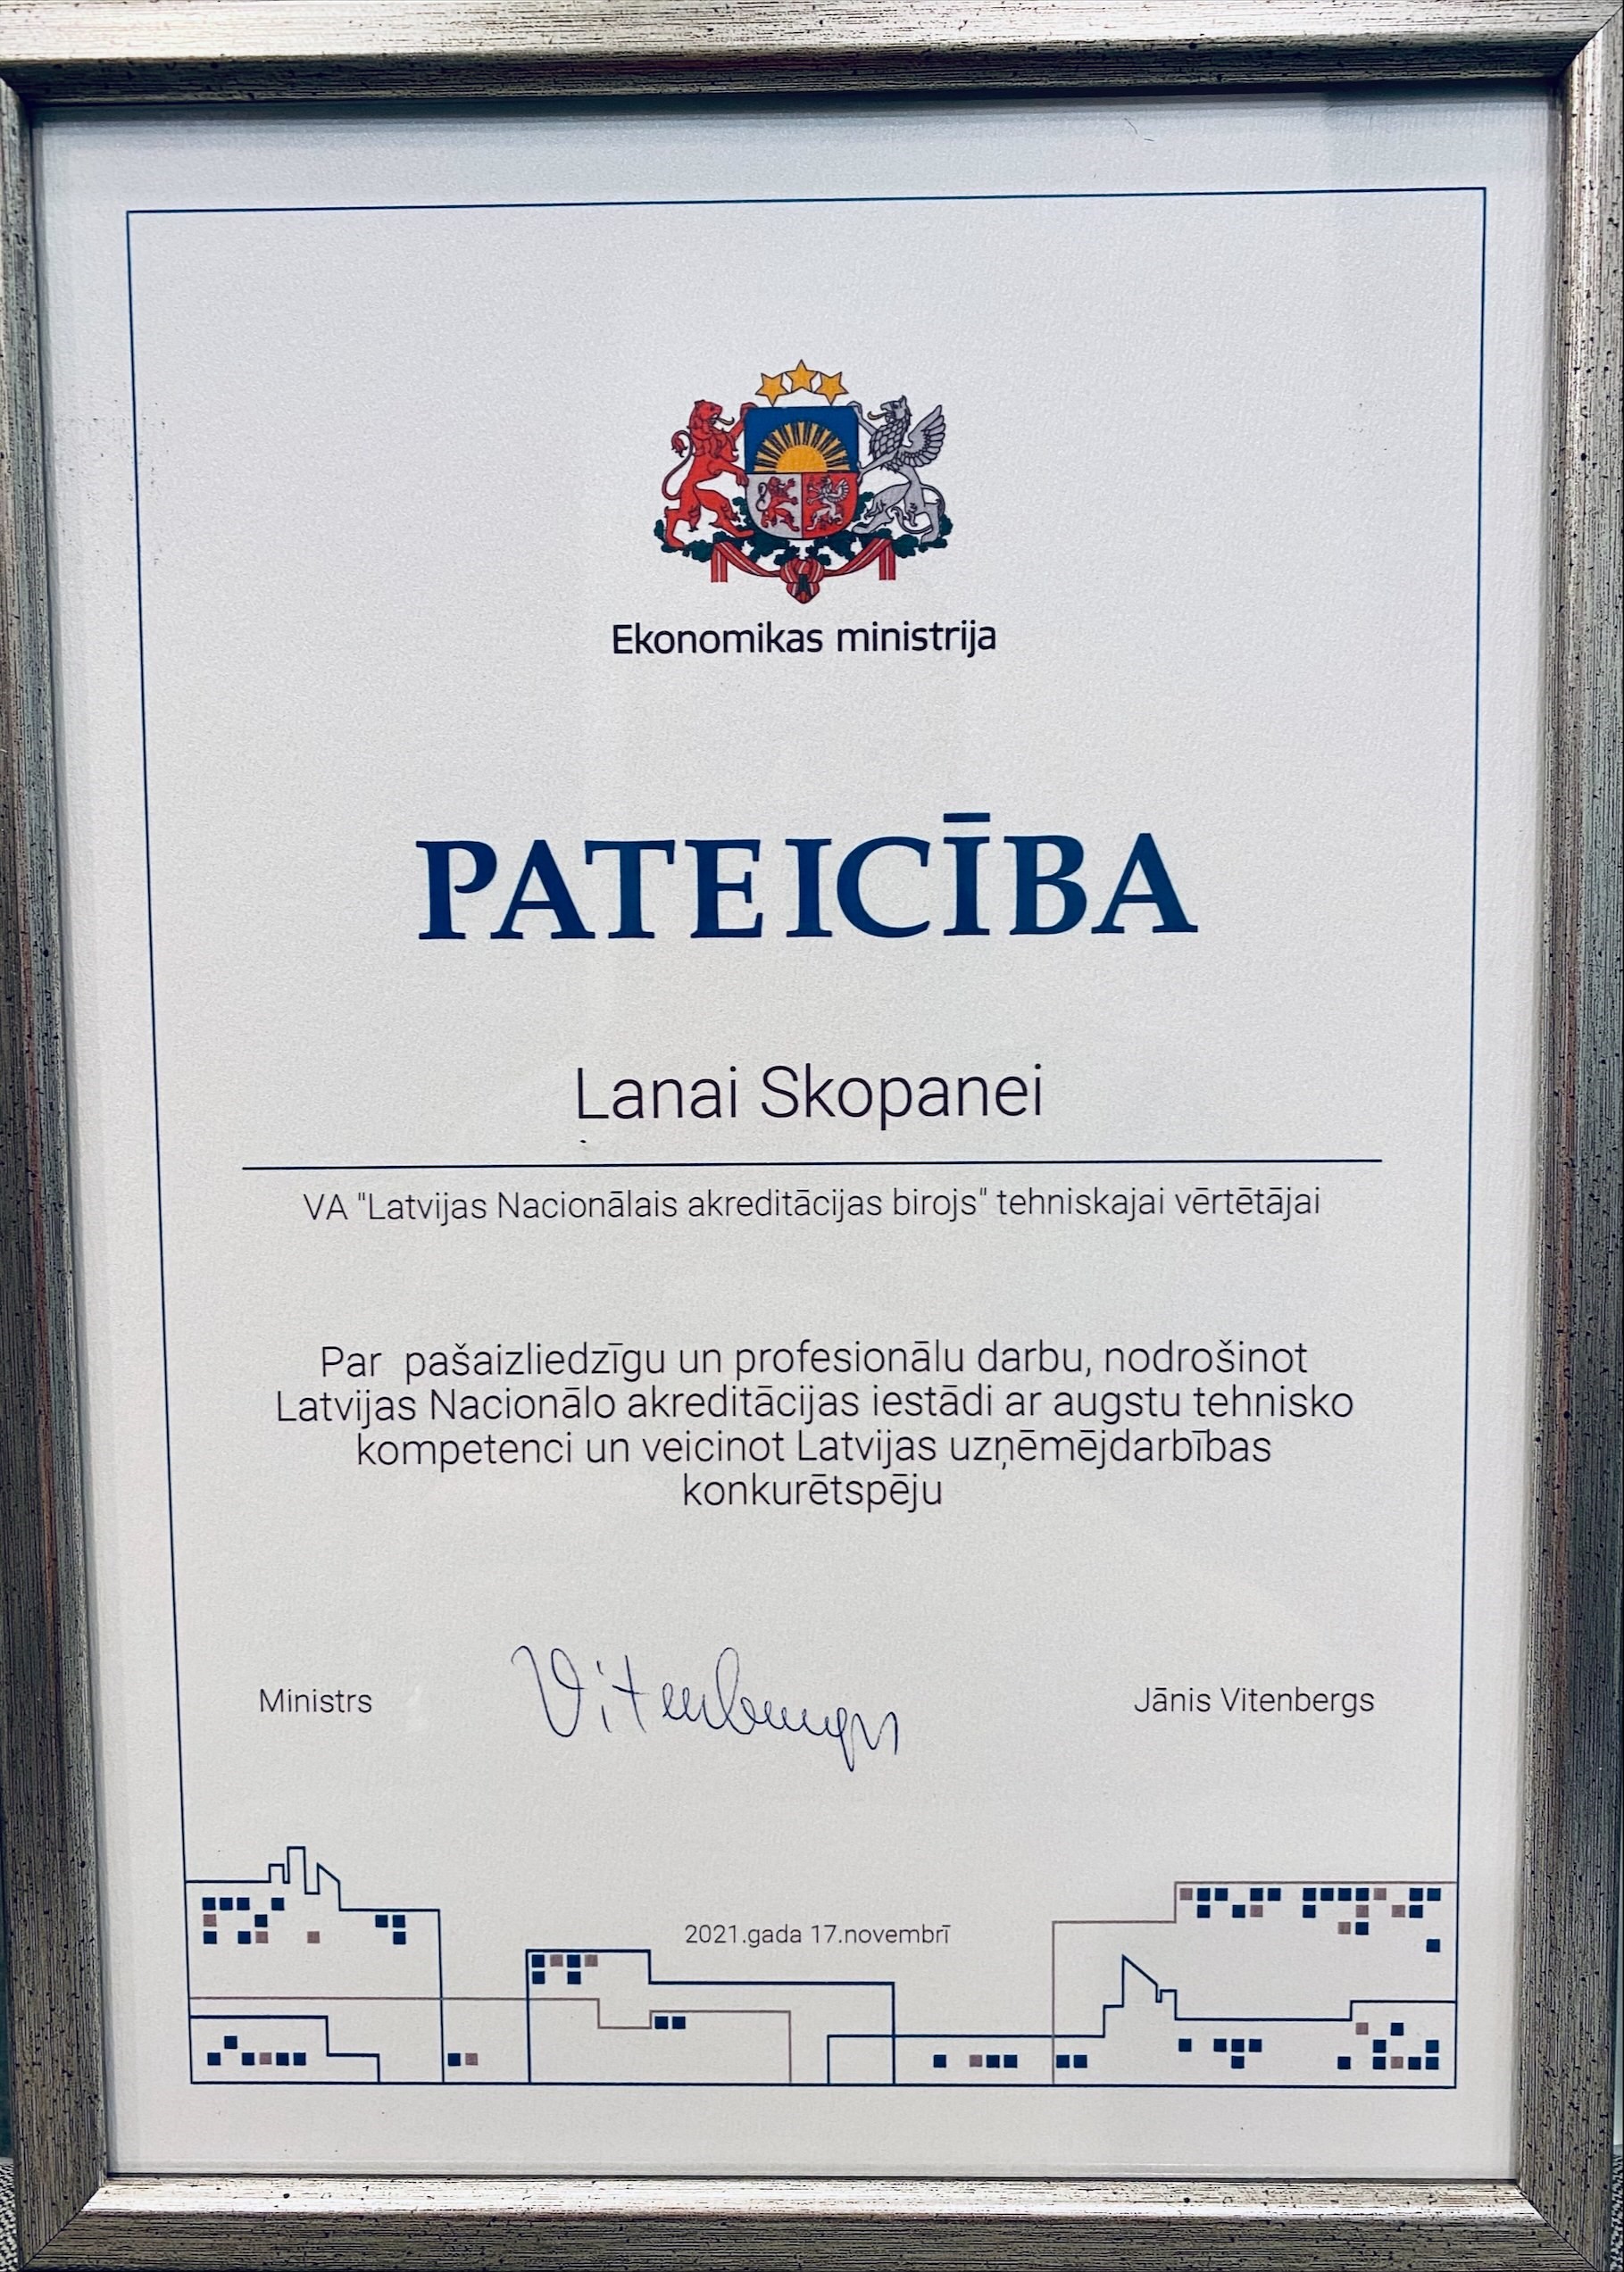 Ekonomikas ministrija
PATEICĪBA
Lanai Skopanei
VA "Latvijas Nacionālais akreditācijas birojs" tehniskajai vērtētājai
Par pašaizliedzīgu un profesionālu darbu, nodrošinot
Latvijas Nacionālo akreditācijas iestādi ar augstu tehnisko
kompetenci un veicinot Latvijas uzņēmējdarbības
konkurētspēju
Ministrs Vitenbergs Jānis Vitenbergs
2021.gada 17.novembrī